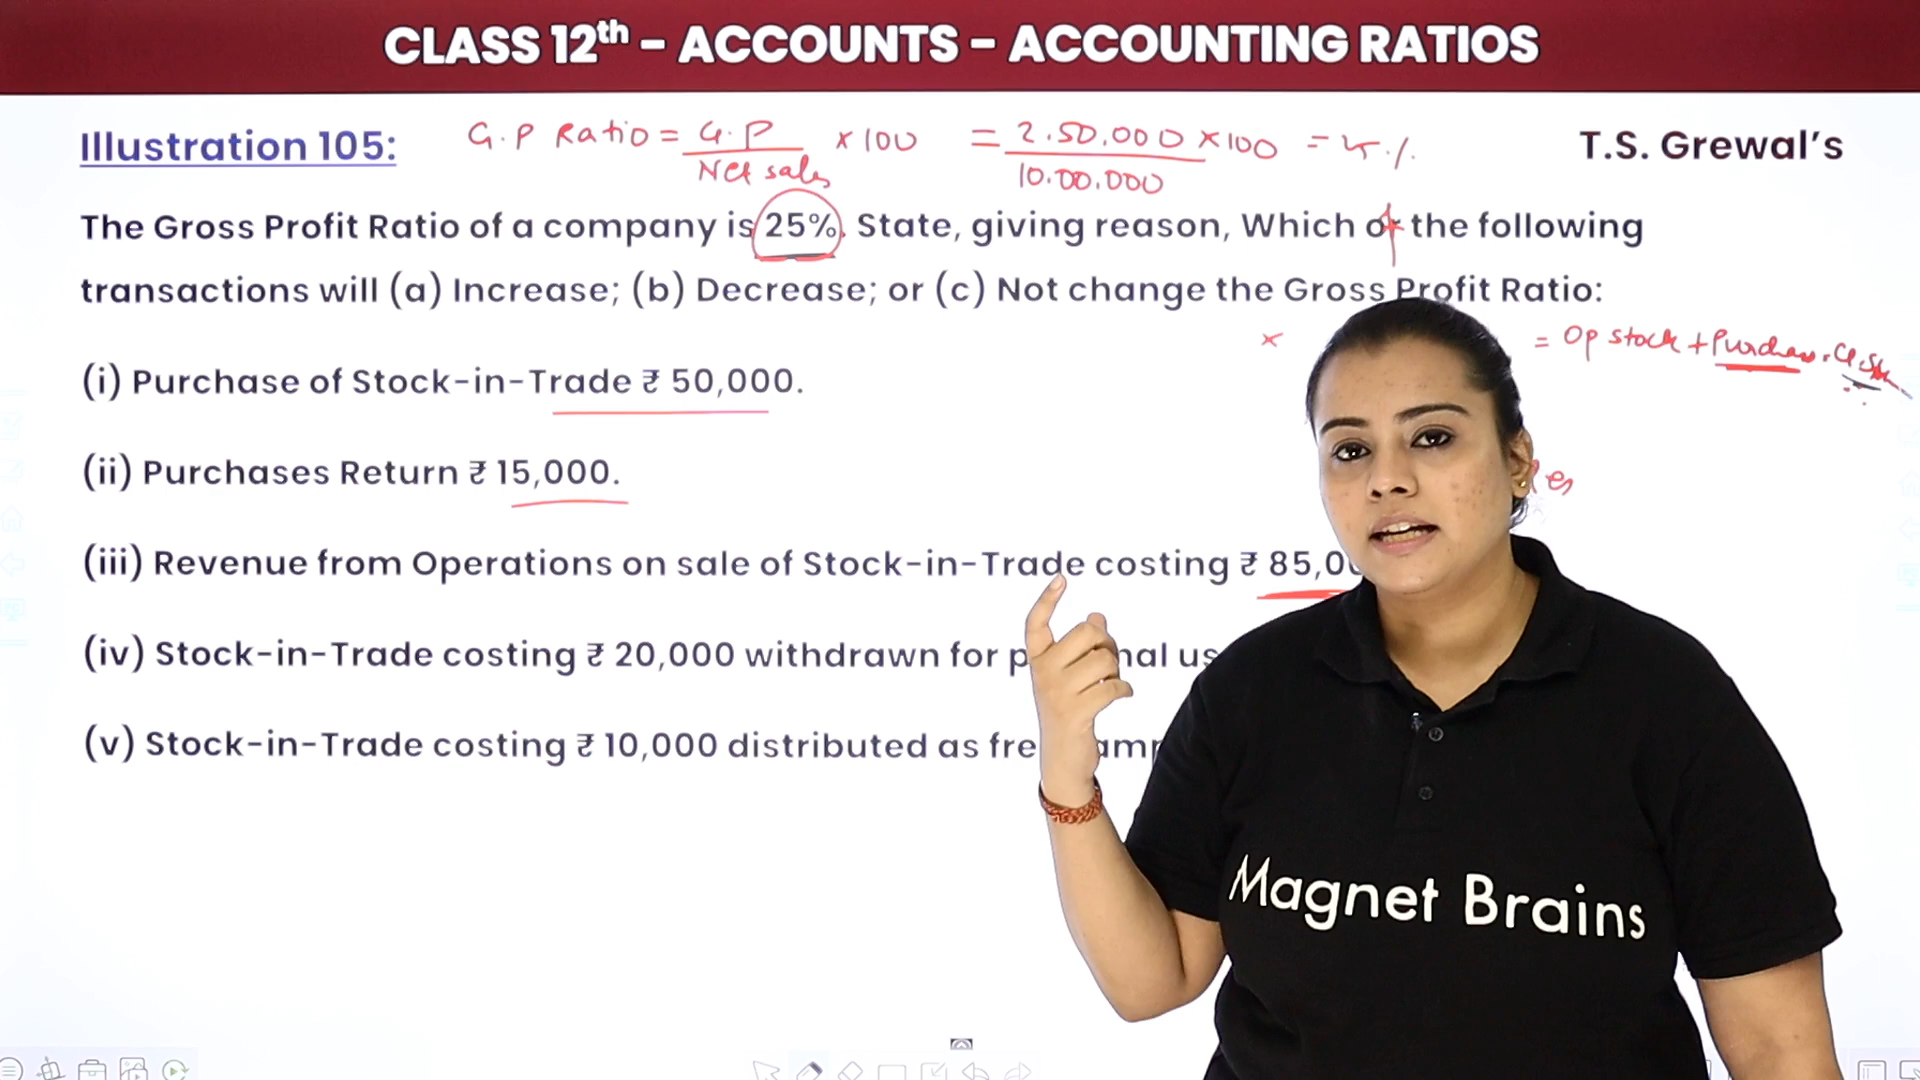 CLASS 12th – ACCOUNTS – ACCOUNTING RATIOS
Illustration 105:
G.P Ratio = G.P / Net sales × 100 = 2.50.000 × 100 / 10.00.000
T.S. Grewal's
The Gross Profit Ratio of a company is 25%. State, giving reason, Which of the following
transactions will (a) Increase; (b) Decrease; or (c) Not change the Gross Profit Ratio:
× = Op stock + Purchase
(i) Purchase of Stock-in-Trade ₹ 50,000.
(ii) Purchases Return ₹ 15,000.
(iii) Revenue from Operations on sale of Stock-in-Trade costing ₹ 85,0
(iv) Stock-in-Trade costing ₹ 20,000 withdrawn for
(v) Stock-in-Trade costing ₹ 10,000 distributed as
Magnet Brains